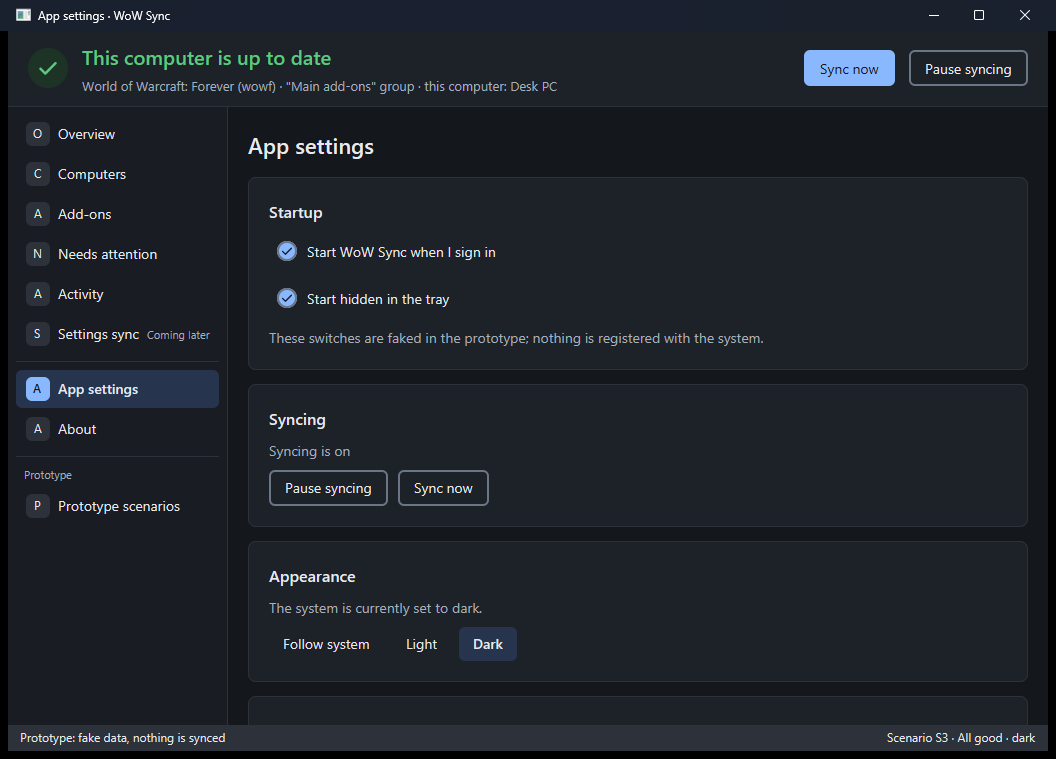 App settings · WoW Sync
This computer is up to date
World of Warcraft: Forever (wowf) · "Main add-ons" group · this computer: Desk PC
Sync now
Pause syncing
O Overview
C Computers
A Add-ons
N Needs attention
A Activity
S Settings sync Coming later
A App settings
A About
Prototype
P Prototype scenarios
App settings
Startup
Start WoW Sync when I sign in
Start hidden in the tray
These switches are faked in the prototype; nothing is registered with the system.
Syncing
Syncing is on
Pause syncing Sync now
Appearance
The system is currently set to dark.
Follow system Light Dark
Prototype: fake data, nothing is synced
Scenario S3 · All good · dark